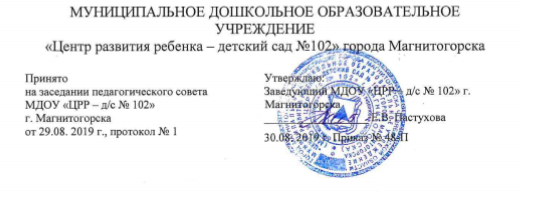 МУНИЦИПАЛЬНОЕ ДОШКОЛЬНОЕ ОБРАЗОВАТЕЛЬНОЕ
УЧРЕЖДЕНИЕ
«Центр развития ребенка – детский сад №102» города Магнитогорска
Принято
на заседании педагогического совета
МДОУ «ЦРР – д/с № 102»
г. Магнитогорска
от 29.08. 2019 г., протокол № 1
Утверждаю:
Заведующий МДОУ «ЦРР – д/с № 102» г.
Магнитогорска
Е.В. Пастухова
30.08. 2019 г. Приказ № 48-П